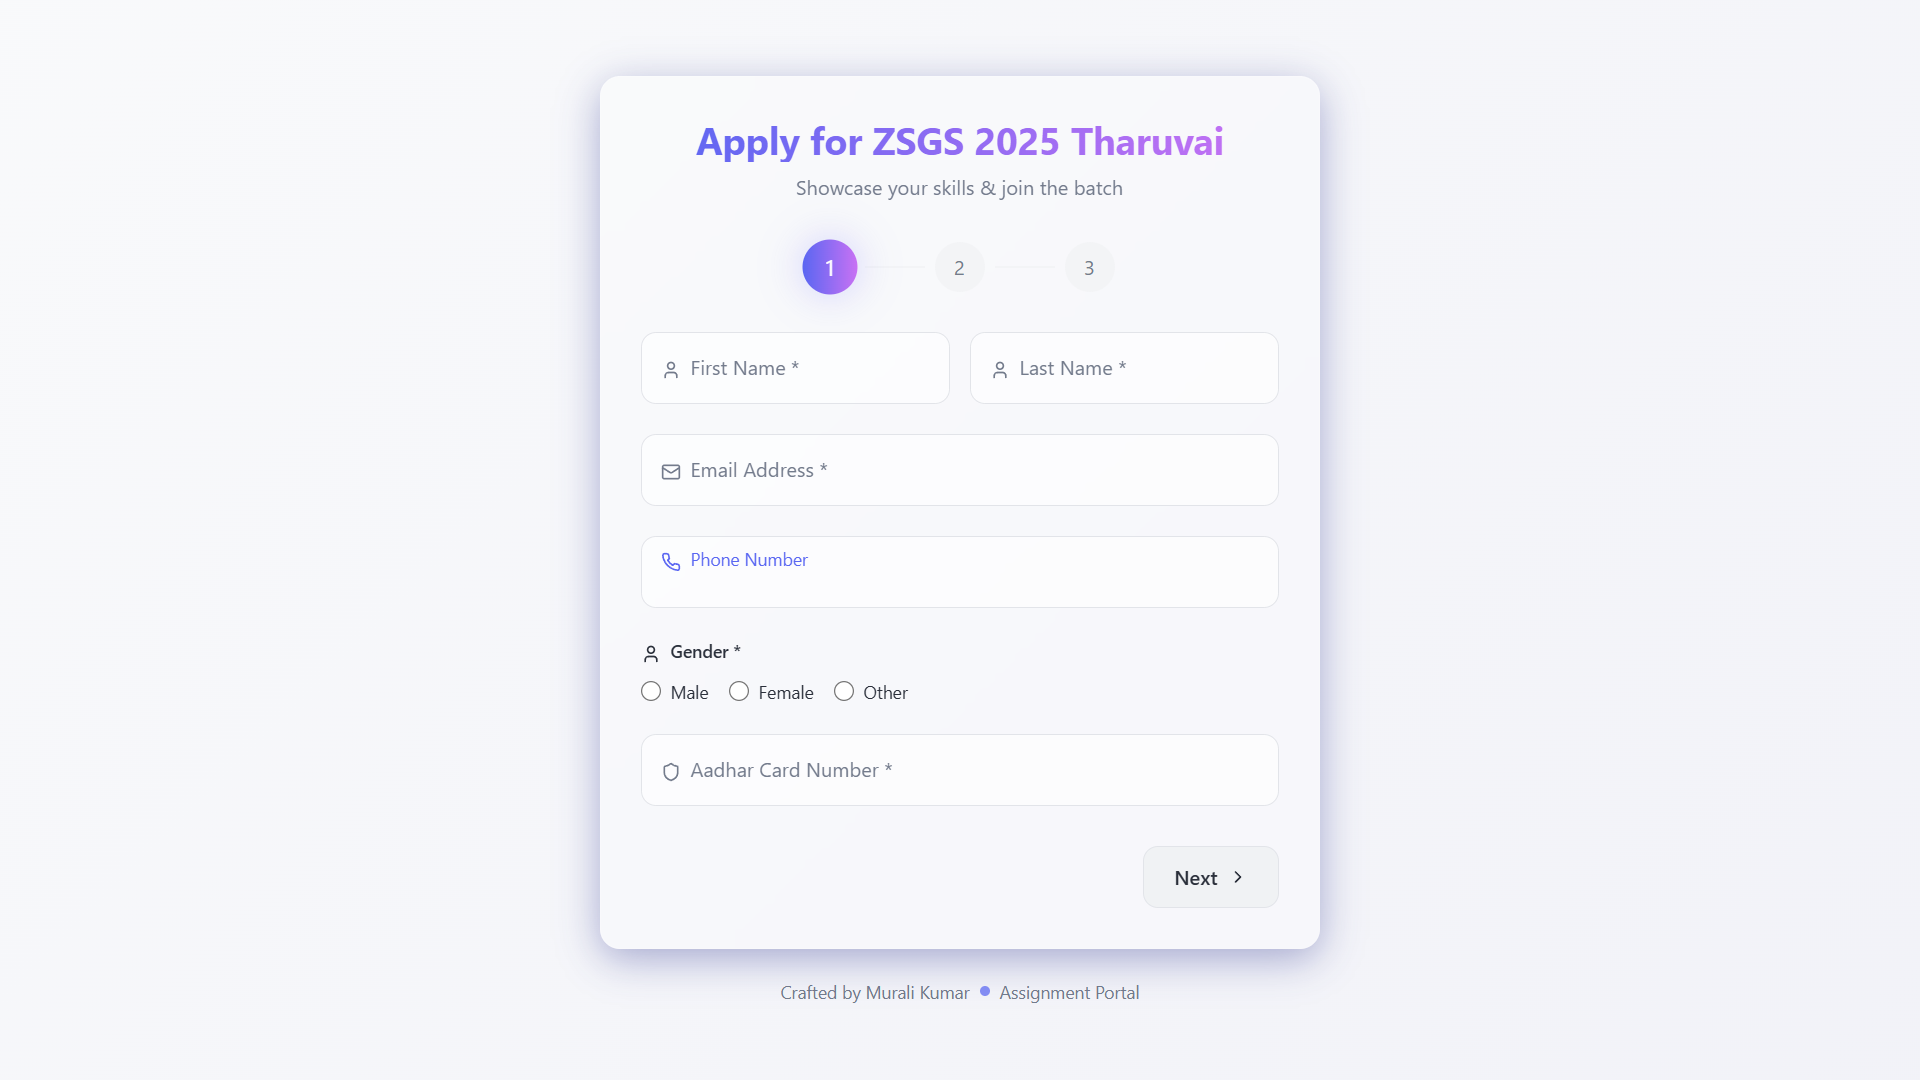 Apply for ZSGS 2025 Tharuvai
Showcase your skills & join the batch
1 2 3
First Name * Last Name *
Email Address *
Phone Number
Gender *
Male Female Other
Aadhar Card Number *
Next
Crafted by Murali Kumar Assignment Portal